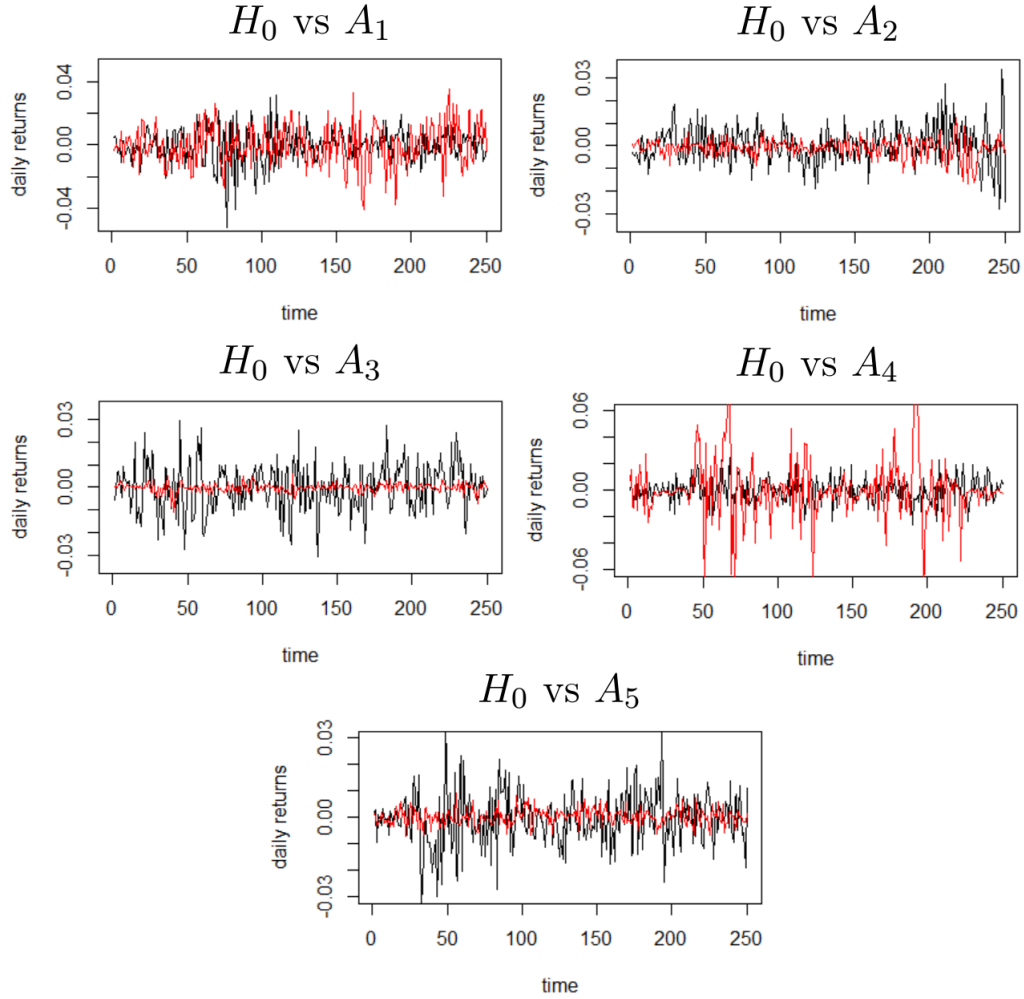 H₀ vs A₁
daily returns
0.04
0.00
-0.04
0 50 100 150 200 250
time
H₀ vs A₂
daily returns
0.03
0.00
-0.03
0 50 100 150 200 250
time
H₀ vs A₃
daily returns
0.03
0.00
-0.03
0 50 100 150 200 250
time
H₀ vs A₄
daily returns
0.06
0.00
-0.06
0 50 100 150 200 250
time
H₀ vs A₅
daily returns
0.03
0.00
-0.03
0 50 100 150 200 250
time